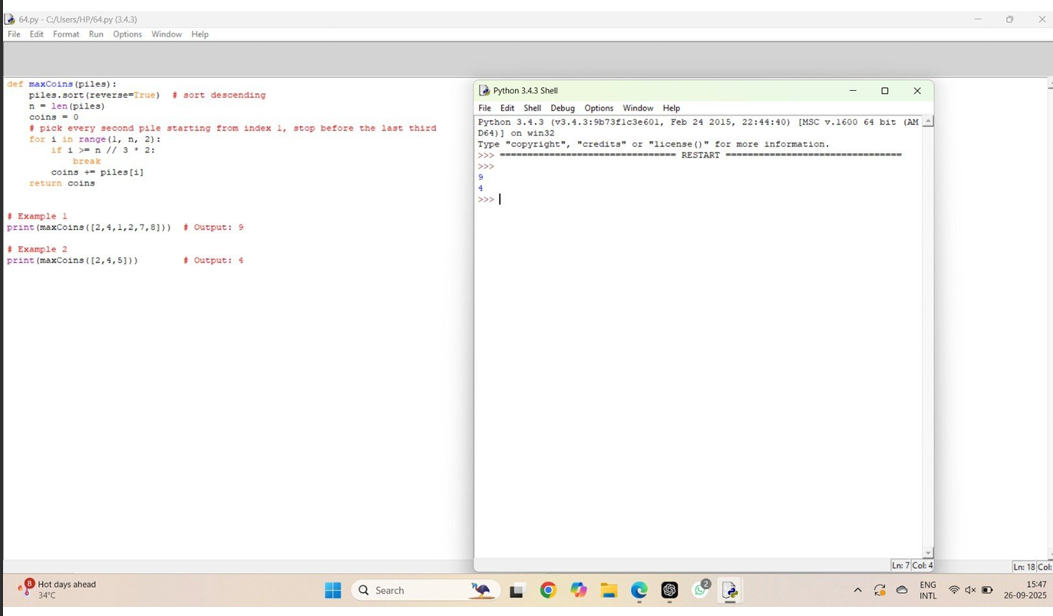 64.py - C:/Users/HP/64.py (3.4.3)
File Edit Format Run Options Window Help
def maxCoins(piles):
    piles.sort(reverse=True)  # sort descending
    n = len(piles)
    coins = 0
    # pick every second pile starting from index 1, stop before the last third
    for i in range(1, n, 2):
        if i >= n // 3 * 2:
            break
        coins += piles[i]
    return coins
# Example 1
print(maxCoins([2,4,1,2,7,8]))  # Output: 9
# Example 2
print(maxCoins([2,4,5]))        # Output: 4
Python 3.4.3 Shell
File Edit Shell Debug Options Window Help
Python 3.4.3 (v3.4.3:9b73f1c3e601, Feb 24 2015, 22:44:40) [MSC v.1600 64 bit (AM
D64)] on win32
Type "copyright", "credits" or "license()" for more information.
>>> ================================ RESTART ================================
>>>
9
4
>>>
Ln: 7 Col: 4
Ln: 18 Col:
8
Hot days ahead
34°C
Search
2
ENG
INTL
15:47
26-09-2025